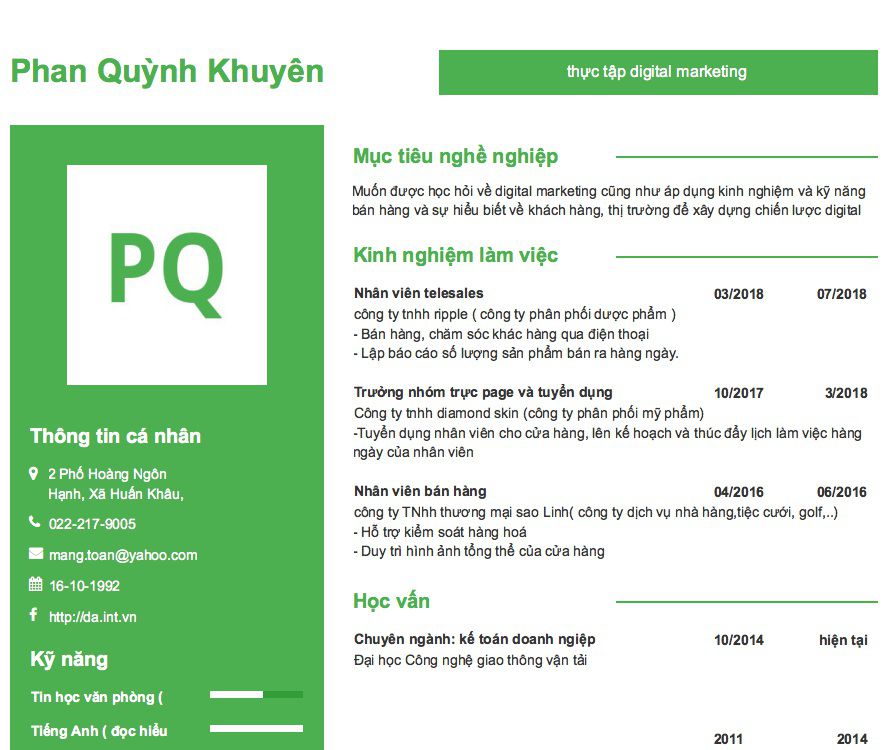 Phan Quỳnh Khuyên
thực tập digital marketing
PQ
Thông tin cá nhân
2 Phố Hoàng Ngôn
Hạnh, Xã Huấn Khâu,
022-217-9005
mang.toan@yahoo.com
16-10-1992
http://da.int.vn
Kỹ năng
Tin học văn phòng (
Tiếng Anh ( đọc hiểu
Mục tiêu nghề nghiệp
Muốn được học hỏi về digital marketing cũng như áp dụng kinh nghiệm và kỹ năng
bán hàng và sự hiểu biết về khách hàng, thị trường để xây dựng chiến lược digital
Kinh nghiệm làm việc
Nhân viên telesales 03/2018 07/2018
công ty tnhh ripple ( công ty phân phối dược phẩm )
- Bán hàng, chăm sóc khác hàng qua điện thoại
- Lập báo cáo số lượng sản phẩm bán ra hàng ngày.
Trưởng nhóm trực page và tuyển dụng 10/2017 3/2018
Công ty tnhh diamond skin (công ty phân phối mỹ phẩm)
-Tuyển dụng nhân viên cho cửa hàng, lên kế hoạch và thúc đẩy lịch làm việc hàng
ngày của nhân viên
Nhân viên bán hàng 04/2016 06/2016
công ty TNhh thương mại sao Linh( công ty dịch vụ nhà hàng,tiệc cưới, golf,..)
- Hỗ trợ kiểm soát hàng hoá
- Duy trì hình ảnh tổng thể của cửa hàng
Học vấn
Chuyên ngành: kế toán doanh ngiệp 10/2014 hiện tại
Đại học Công nghệ giao thông vận tải
2011 2014